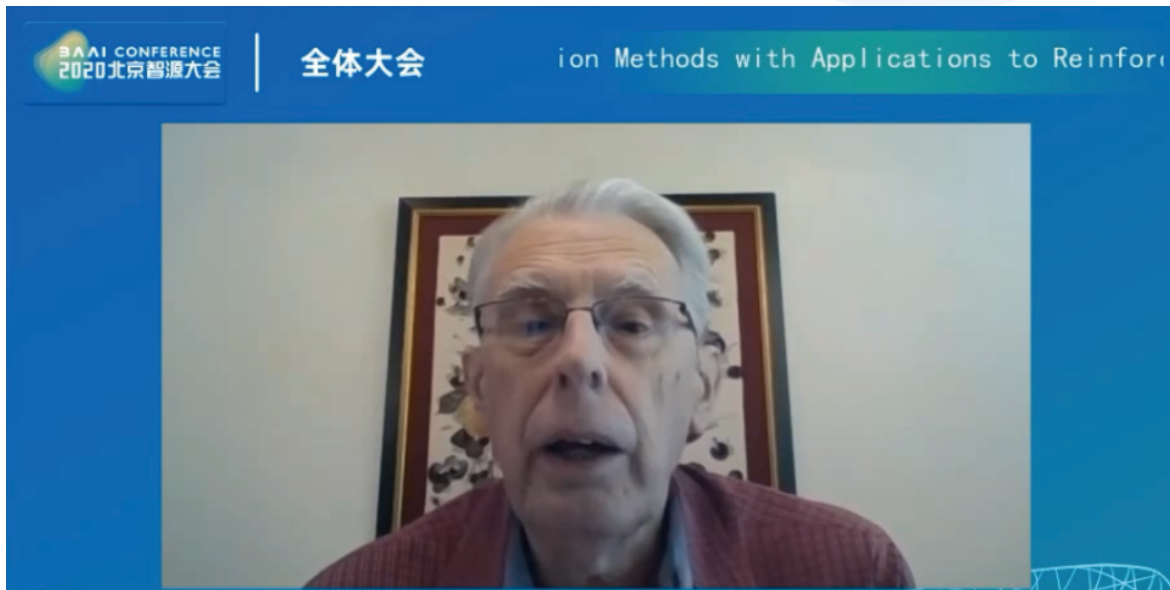 BAAI CONFERENCE
2020北京智源大会
全体大会
ion Methods with Applications to Reinfor